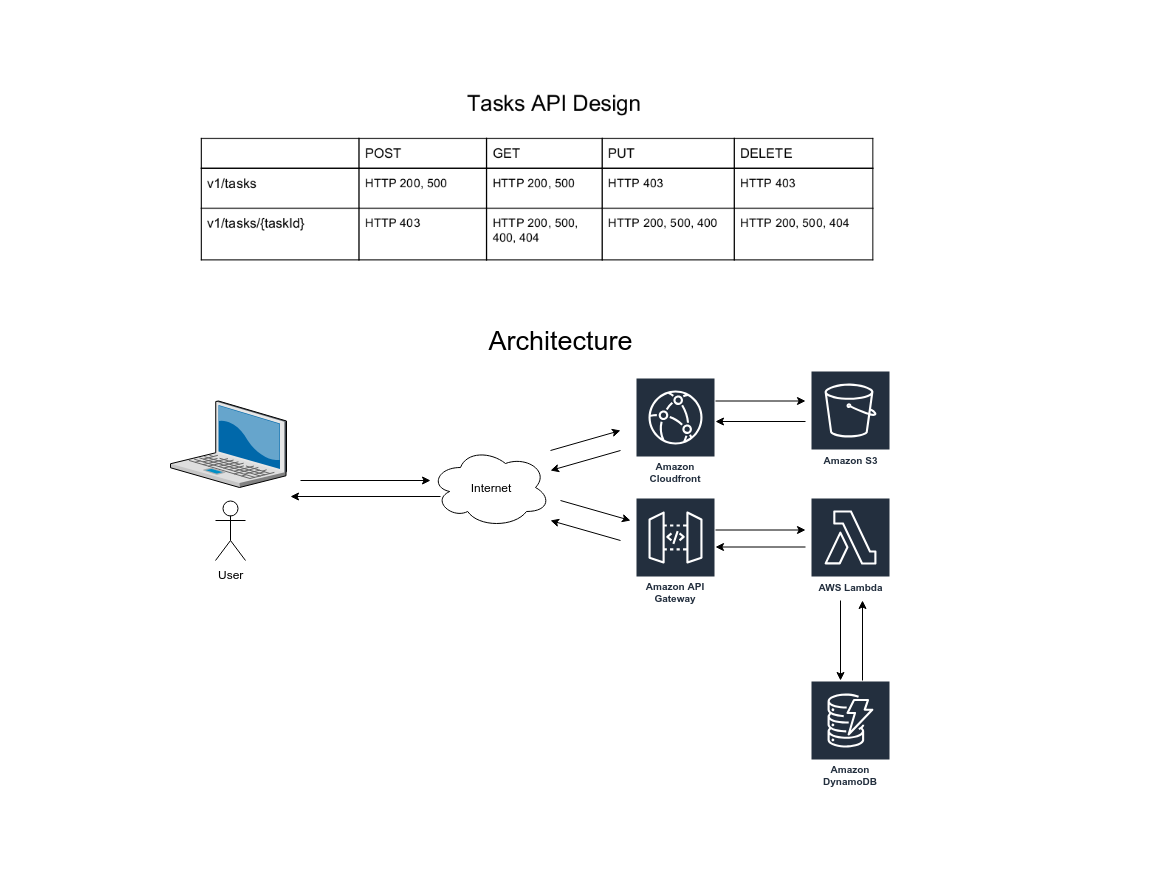 Tasks API Design
POST GET PUT DELETE
v1/tasks HTTP 200, 500 HTTP 200, 500 HTTP 403 HTTP 403
v1/tasks/{taskId} HTTP 403 HTTP 200, 500, HTTP 200, 500, 400 HTTP 200, 500, 404
400, 404
Architecture
Amazon
Cloudfront
Amazon S3
Internet
User
Amazon API
Gateway
AWS Lambda
Amazon
DynamoDB